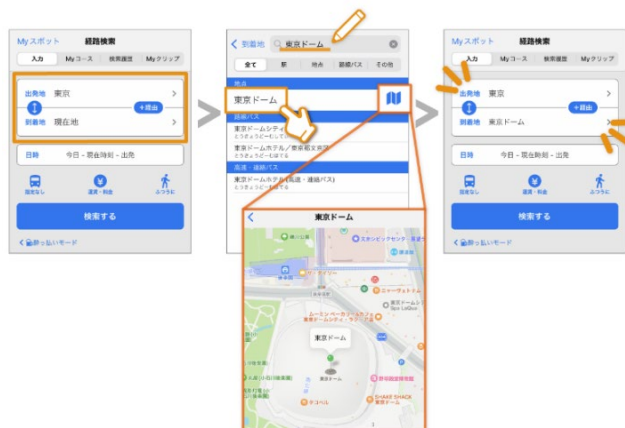 Myスポット 経路検索
入力 Myコース 検索履歴 Myクリップ
出発地 東京
+経由
到着地 現在地
日時 今日 - 現在時刻 - 出発
指定なし 運賃・料金 ふつうに
検索する
酔っ払いモード
到着地 東京ドーム
全て 駅 地点 路線バス その他
地点
東京ドーム
路線バス
東京ドームシティ
東京ドームホテル/
高速・連絡バス
東京ドームホテル(高速・連絡バス)
東京ドーム
東京ドーム
東京ドーム
SHAKE SHACK
東京ドーム
Myスポット 経路検索
入力 Myコース 検索履歴 Myクリップ
出発地 東京
+経由
到着地 東京ドーム
日時 今日 - 現在時刻 - 出発
指定なし 運賃・料金 ふつうに
検索する
酔っ払いモード